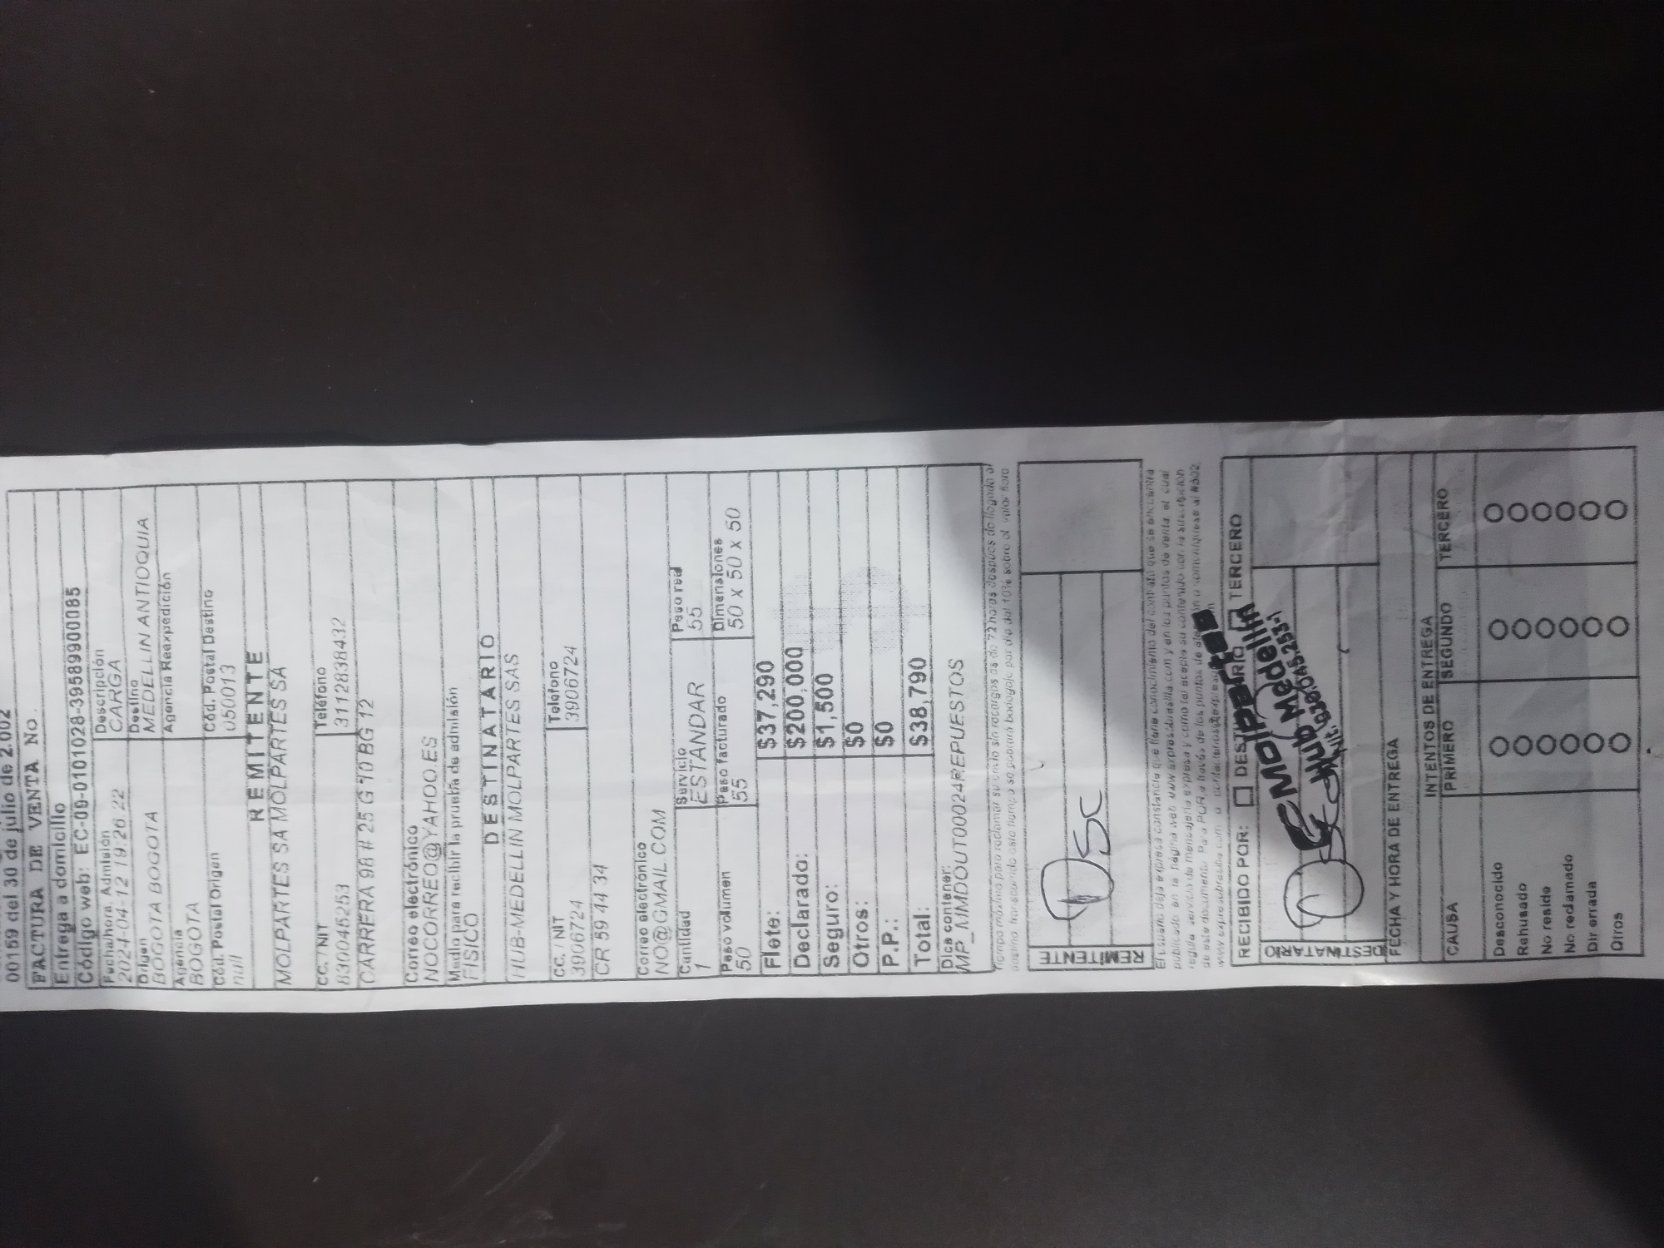 00159 del 30 de julio de 2.002
FACTURA DE VENTA No.
Entrega a domicilio
Código web: EC-09-0101028-3958990085
Fecha/hora. Admisión Descripción
2024-04-12 19:26:22 CARGA
Origen Destino
BOGOTA BOGOTA MEDELLIN ANTIOQUIA
Agencia Agencia Reexpedición
BOGOTA
Cód. Postal Origen Cód. Postal Destino
null 050013
REMITENTE
MOLPARTES SA MOLPARTES SA
CC. / NIT Teléfono
830045253 3112838432
CARRERA 96 # 25 G 10 BG 12
Correo electrónico
NOCORREO@YAHOO.ES
Medio para recibir la prueba de admisión
FISICO
DESTINATARIO
HUB-MEDELLIN MOLPARTES SAS
CC. / NIT Telefono
3906724 3906724
CR 59 44 34
Correo electrónico
NO@GMAIL.COM
Cantidad Servicio Peso real
1 ESTANDAR 55
Peso volumen Peso facturado Dimensiones
50 55 50 x 50 x 50
Flete: $37,290
Declarado: $200,000
Seguro: $1,500
Otros: $0
P.P.: $0
Total: $38,790
Dice contener:
MP_KIMDOUT00024REPUESTOS
REMITENTE
RECIBIDO POR: DESTINATARIO TERCERO
DESTINATARIO
Molpartes
Hub Medellín
FECHA Y HORA DE ENTREGA
INTENTOS DE ENTREGA
CAUSA PRIMERO SEGUNDO TERCERO
Desconocido
Rehusado
No reside
No reclamado
Dir errada
Otros